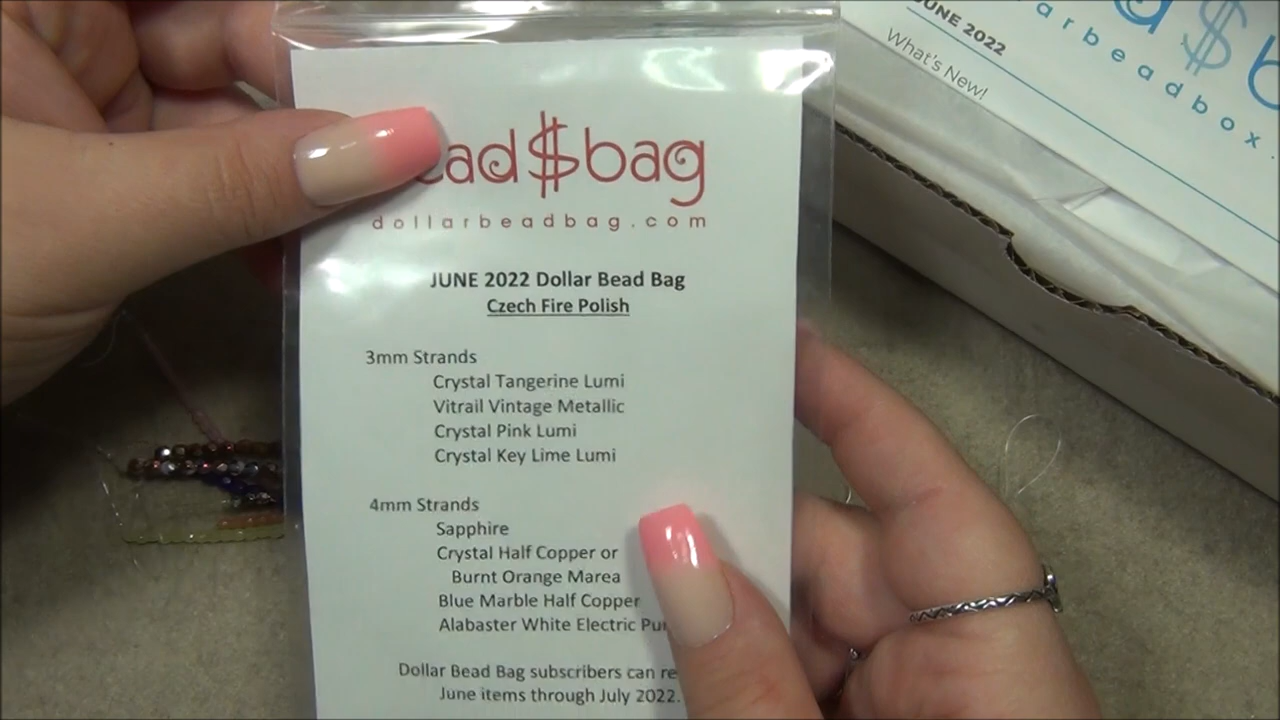 ead$bag
dollarbeadbag.com
JUNE 2022 Dollar Bead Bag
Czech Fire Polish
3mm Strands
Crystal Tangerine Lumi
Vitrail Vintage Metallic
Crystal Pink Lumi
Crystal Key Lime Lumi
4mm Strands
Sapphire
Crystal Half Copper or
Burnt Orange Marea
Blue Marble Half Copper
Alabaster White Electric
Dollar Bead Bag subscribers can
June items through July 2022.
JUNE 2022
What's New!
arbeadbox.